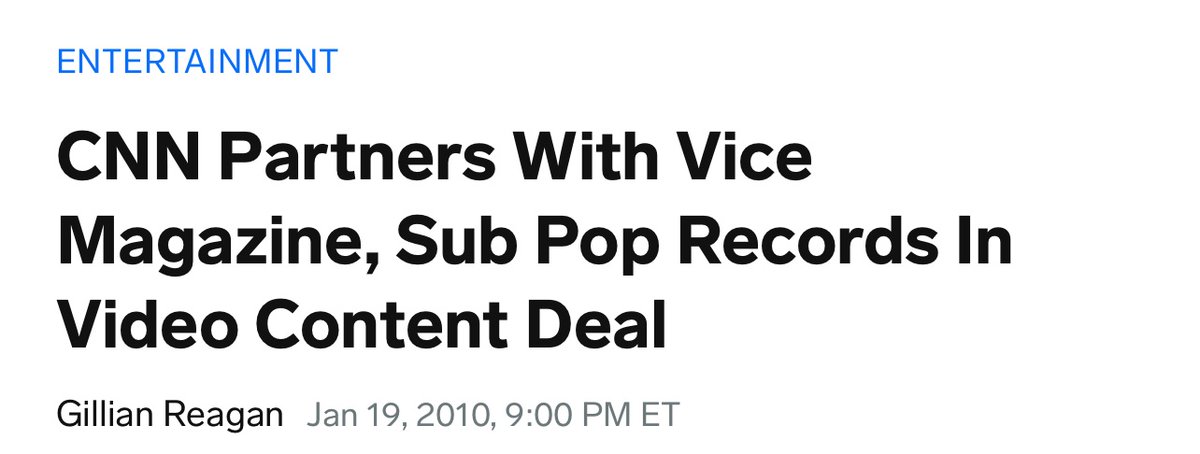 ENTERTAINMENT
CNN Partners With Vice
Magazine, Sub Pop Records In
Video Content Deal
Gillian Reagan Jan 19, 2010, 9:00 PM ET